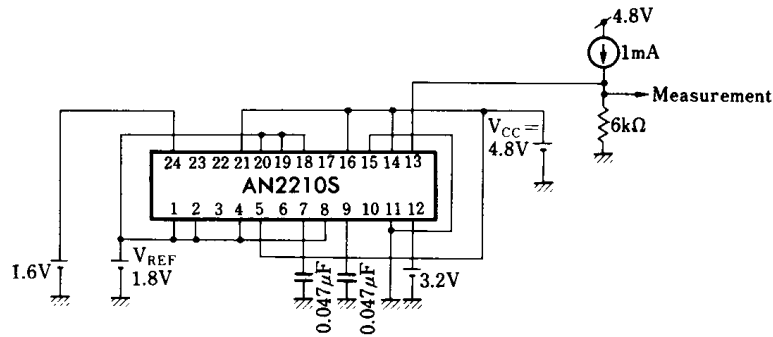 4.8V
1mA
Measurement
6kΩ
VCC=
4.8V
24 23 22 21 20 19 18 17 16 15 14 13
AN2210S
1 2 3 4 5 6 7 8 9 10 11 12
1.6V
VREF
1.8V
0.047μF
0.047μF
3.2V